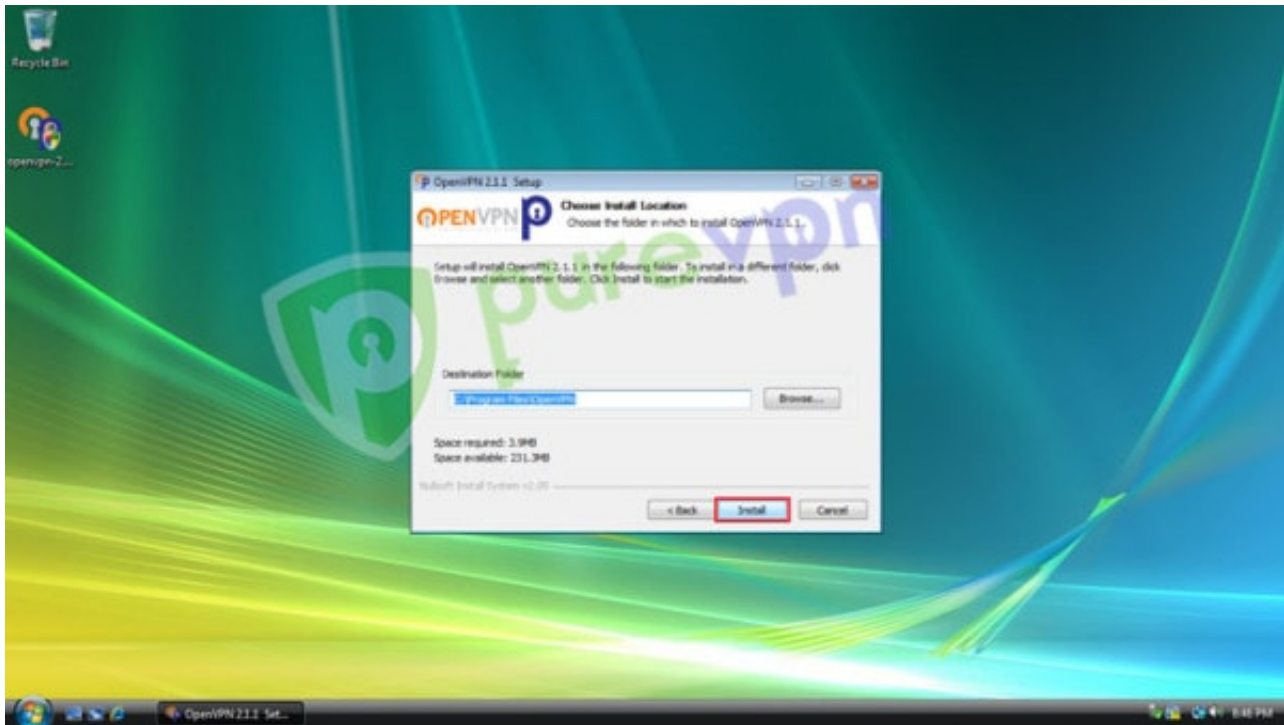 Recycle Bin
openvpn-2....
OpenVPN 2.1.1 Setup
OPENVPN
Choose Install Location
Choose the folder in which to install OpenVPN 2.1.1.
purevpn
Setup will install OpenVPN 2.1.1 in the following folder. To install in a different folder, click
Browse and select another folder. Click Install to start the installation.
Destination Folder
C:\Program Files\OpenVPN
Browse...
Space required: 3.9MB
Space available: 231.3MB
Nullsoft Install System v2.00
< Back
Install
Cancel
OpenVPN 2.1.1 Set...
8:48 PM